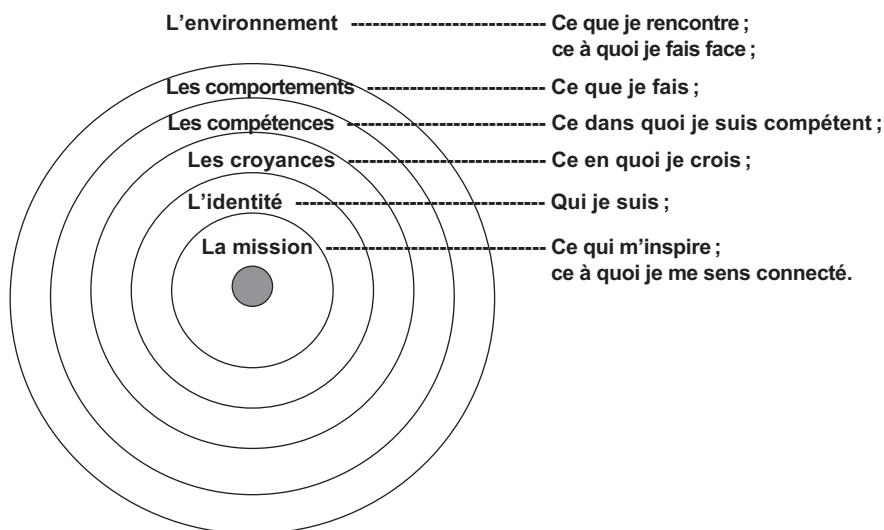 L'environnement ------------------------- Ce que je rencontre ;
ce à quoi je fais face ;
Les comportements ----------------------- Ce que je fais ;
Les compétences -------------------------- Ce dans quoi je suis compétent ;
Les croyances -------------------------- Ce en quoi je crois ;
L'identité -------------------------------- Qui je suis ;
La mission ---------------------------- Ce qui m'inspire ;
ce à quoi je me sens connecté.